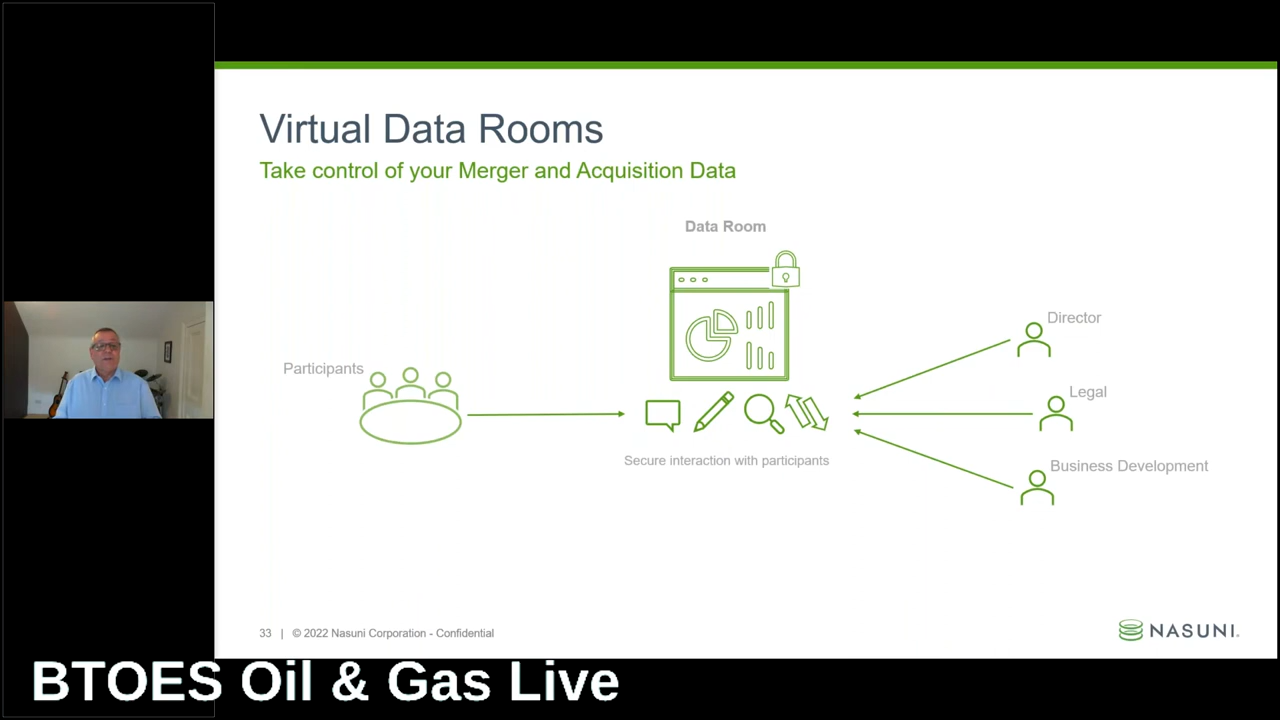 Virtual Data Rooms
Take control of your Merger and Acquisition Data
Data Room
Participants
Director
Legal
Business Development
Secure interaction with participants
33 | © 2022 Nasuni Corporation - Confidential
NASUNI.
BTOES Oil & Gas Live